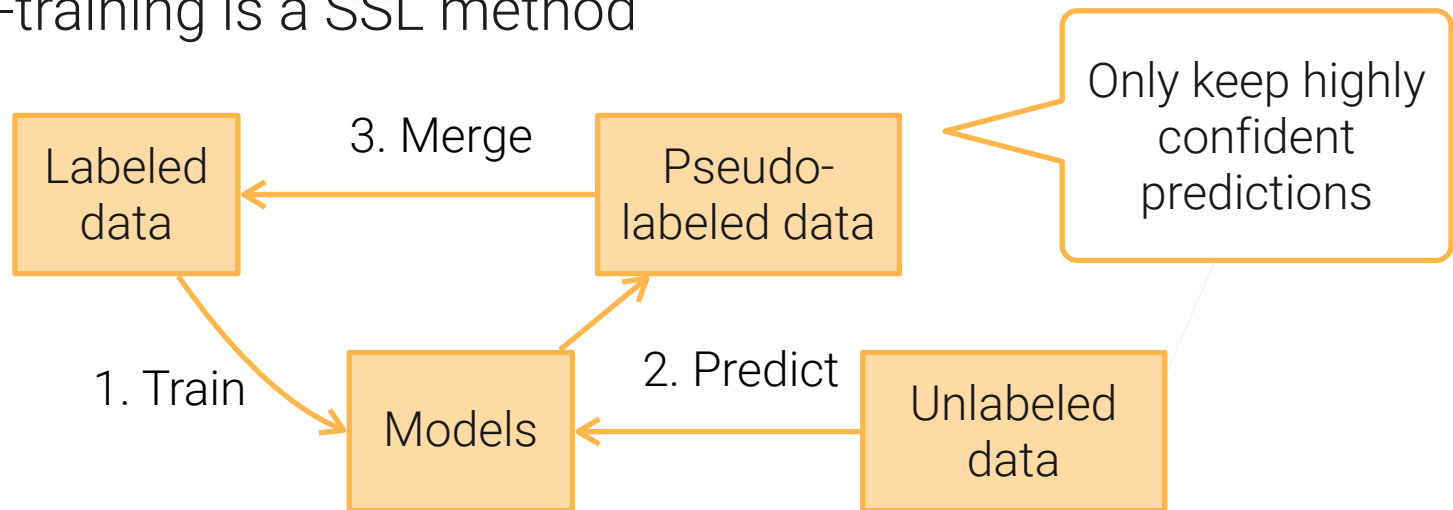 -training is a SSL method
Only keep highly
confident
predictions
3. Merge
Labeled
data
Pseudo-
labeled data
1. Train
2. Predict
Models
Unlabeled
data